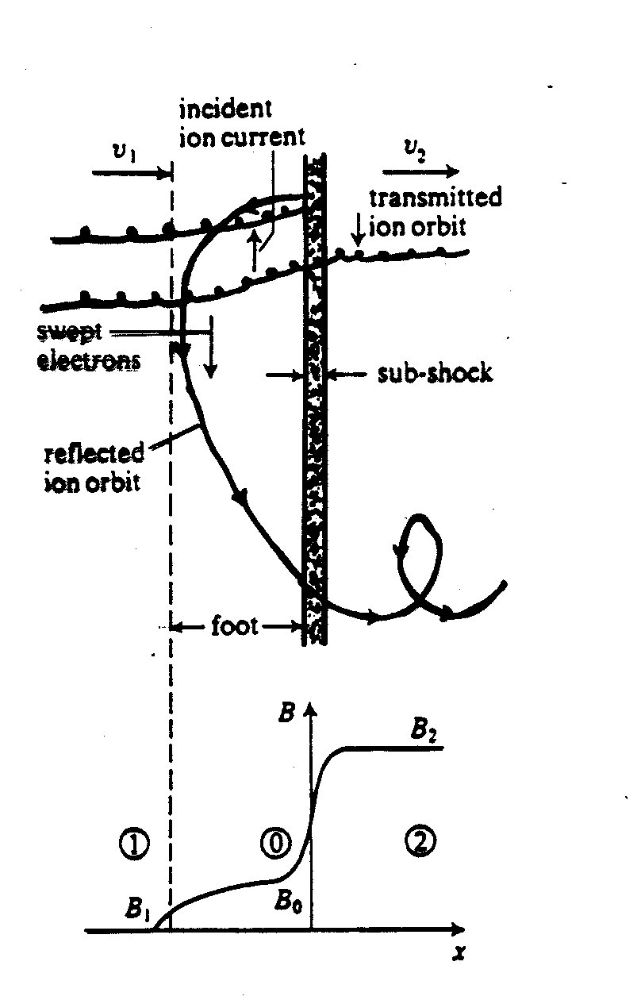 incident
ion current
υ₁
υ₂
transmitted
ion orbit
swept
electrons
sub-shock
reflected
ion orbit
foot
B
B₂
①
⓪
②
B₁
B₀
x